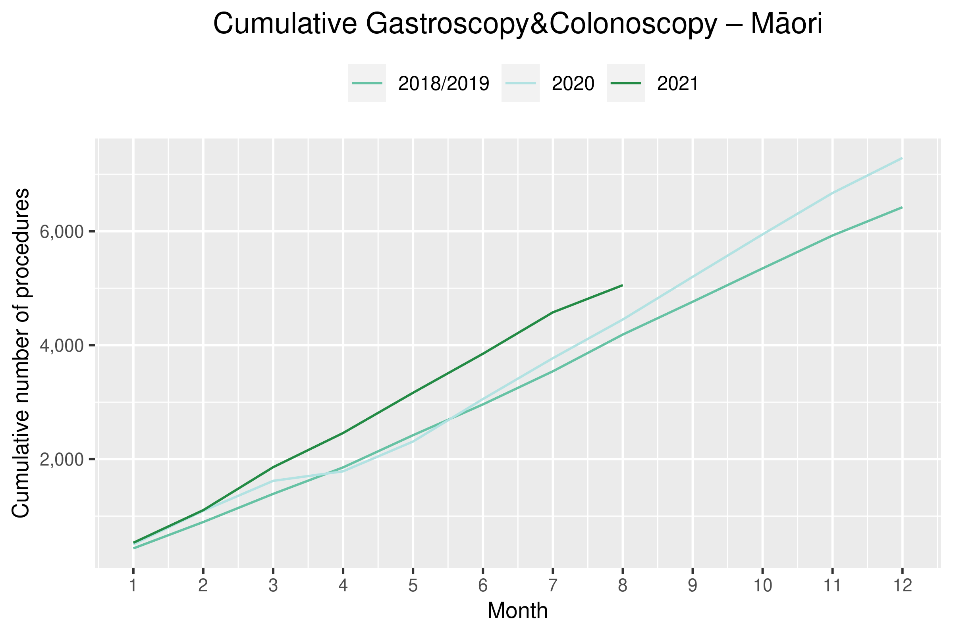 Cumulative Gastroscopy&Colonoscopy – Māori
2018/2019 2020 2021
Cumulative number of procedures
6,000
4,000
2,000
1 2 3 4 5 6 7 8 9 10 11 12
Month